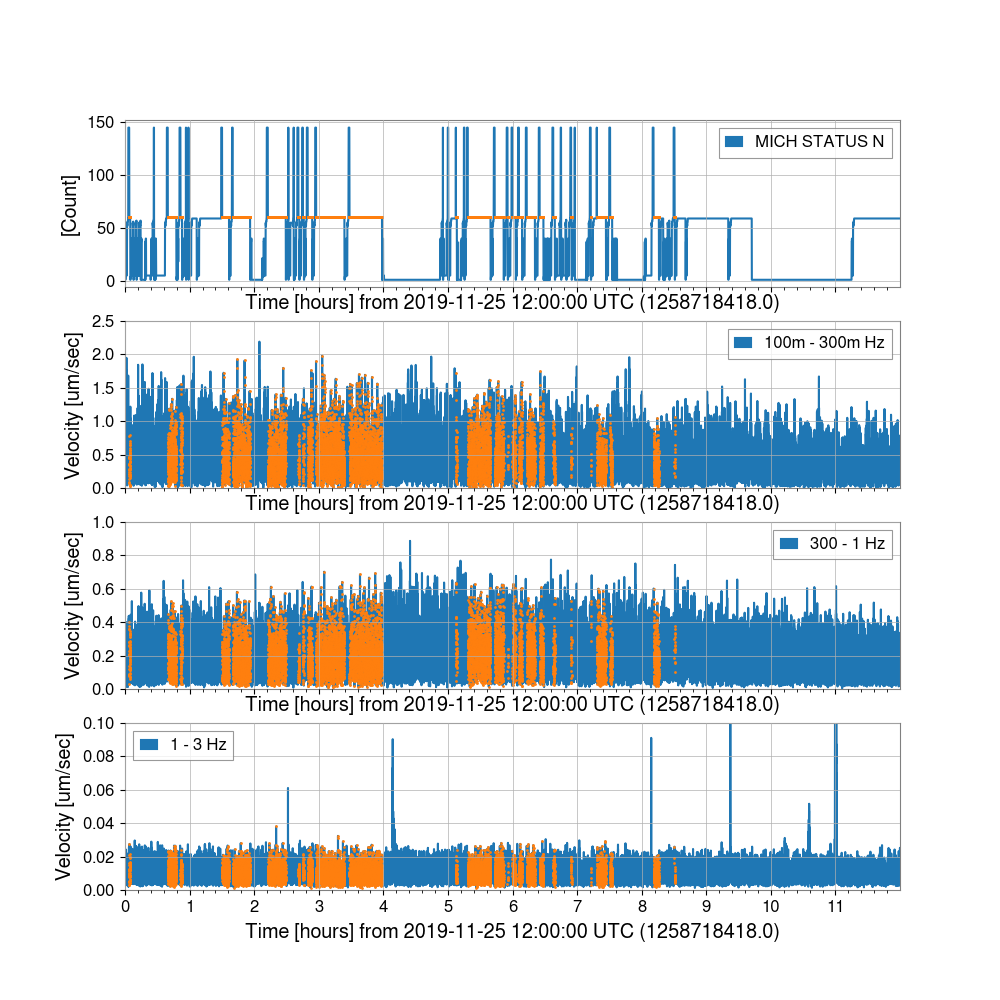 150
100
50
0
[Count]
MICH STATUS N
Time [hours] from 2019-11-25 12:00:00 UTC (1258718418.0)
2.5
2.0
1.5
1.0
0.5
0.0
Velocity [um/sec]
100m - 300m Hz
Time [hours] from 2019-11-25 12:00:00 UTC (1258718418.0)
1.0
0.8
0.6
0.4
0.2
0.0
Velocity [um/sec]
300 - 1 Hz
Time [hours] from 2019-11-25 12:00:00 UTC (1258718418.0)
0.10
0.08
0.06
0.04
0.02
0.00
Velocity [um/sec]
1 - 3 Hz
0 1 2 3 4 5 6 7 8 9 10 11
Time [hours] from 2019-11-25 12:00:00 UTC (1258718418.0)